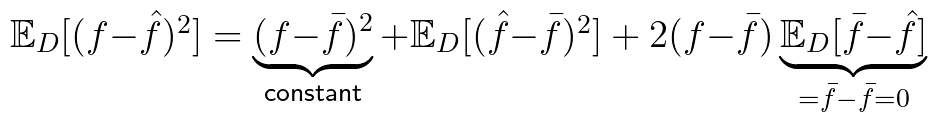 𝔼_D[(f−f̂)²] = (f−f̄)² +𝔼_D[(f̂−f̄)²] + 2(f−f̄) 𝔼_D[f̄−f̂]
constant
=f̄−f̄=0